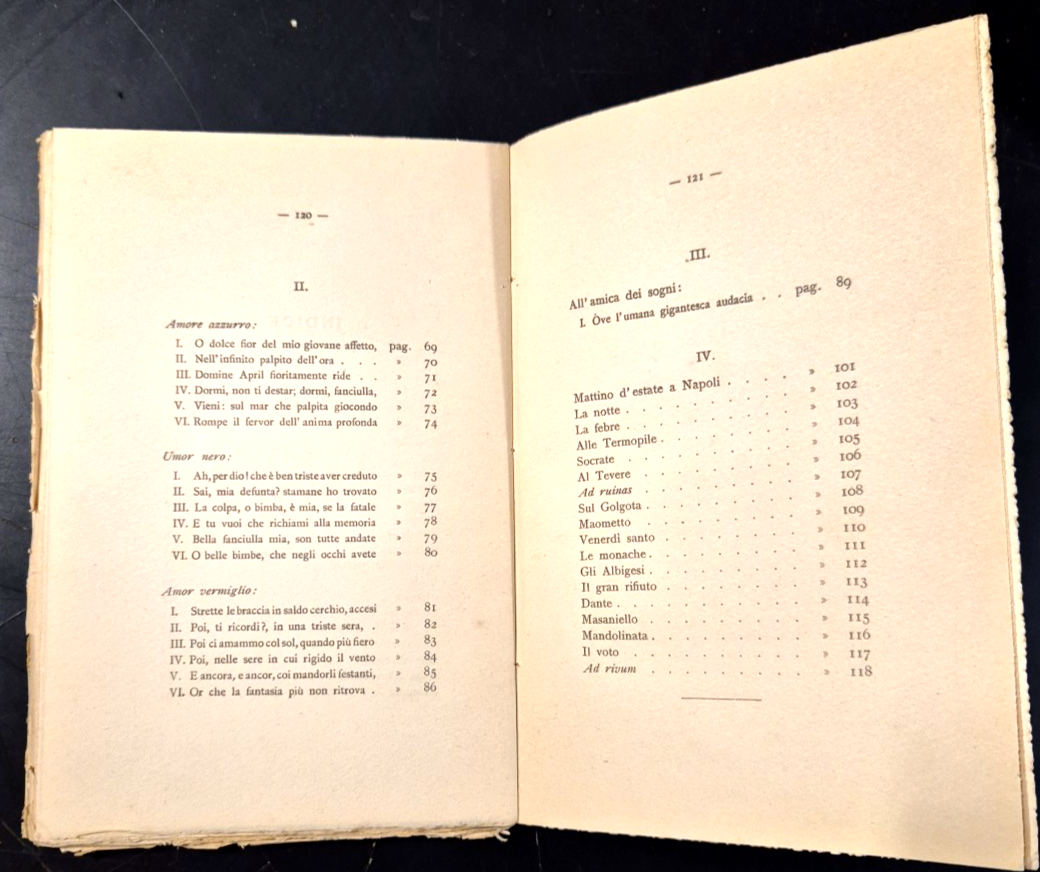 — 120 —
II.
Amore azzurro:
I. O dolce fior del mio giovane affetto, pag. 69
II. Nell'infinito palpito dell'ora . . . » 70
III. Domine April fioritamente ride . . » 71
IV. Dormi, non ti destar; dormi, fanciulla, » 72
V. Vieni: sul mar che palpita giocondo » 73
VI. Rompe il fervor dell'anima profonda » 74
Umor nero:
I. Ah, per dio! che è ben triste aver creduto » 75
II. Sai, mia defunta? stamane ho trovato » 76
III. La colpa, o bimba, è mia, se la fatale » 77
IV. E tu vuoi che richiami alla memoria » 78
V. Bella fanciulla mia, son tutte andate » 79
VI. O belle bimbe, che negli occhi avete » 80
Amor vermiglio:
I. Strette le braccia in saldo cerchio, accesi » 81
II. Poi, ti ricordi?, in una triste sera, . » 82
III. Poi ci amammo col sol, quando più fiero » 83
IV. Poi, nelle sere in cui rigido il vento » 84
V. E ancora, e ancor, coi mandorli festanti, » 85
VI. Or che la fantasia più non ritrova . » 86
— 121 —
III.
All'amica dei sogni:
I. Òve l'umana gigantesca audacia . . pag. 89
IV.
Mattino d'estate a Napoli . . . . » 101
La notte . . . . . . . . . » 102
La febre . . . . . . . . . » 103
Alle Termopile . . . . . . . » 104
Socrate . . . . . . . . . » 105
Al Tevere . . . . . . . . » 106
Ad ruinas . . . . . . . . » 107
Sul Golgota . . . . . . . . » 108
Maometto . . . . . . . . » 109
Venerdì santo . . . . . . . » 110
Le monache . . . . . . . . » 111
Gli Albigesi . . . . . . . . » 112
Il gran rifiuto . . . . . . . » 113
Dante . . . . . . . . . . » 114
Masaniello . . . . . . . . » 115
Mandolinata . . . . . . . . » 116
Il voto . . . . . . . . . » 117
Ad rivum . . . . . . . . » 118